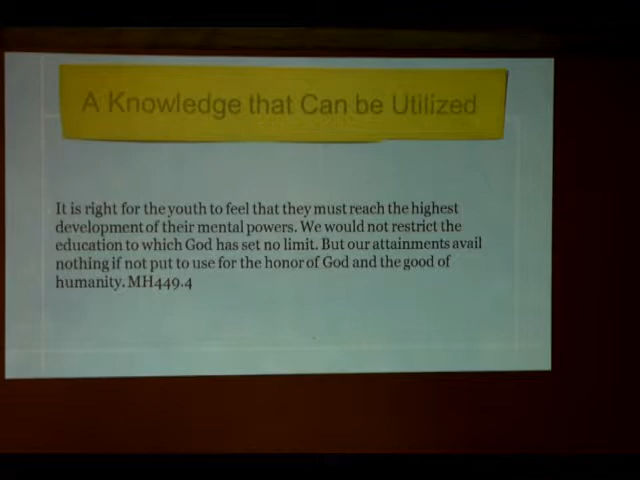 A Knowledge that Can be Utilized
It is right for the youth to feel that they must reach the highest
development of their mental powers. We would not restrict the
education to which God has set no limit. But our attainments avail
nothing if not put to use for the honor of God and the good of
humanity. MH449.4